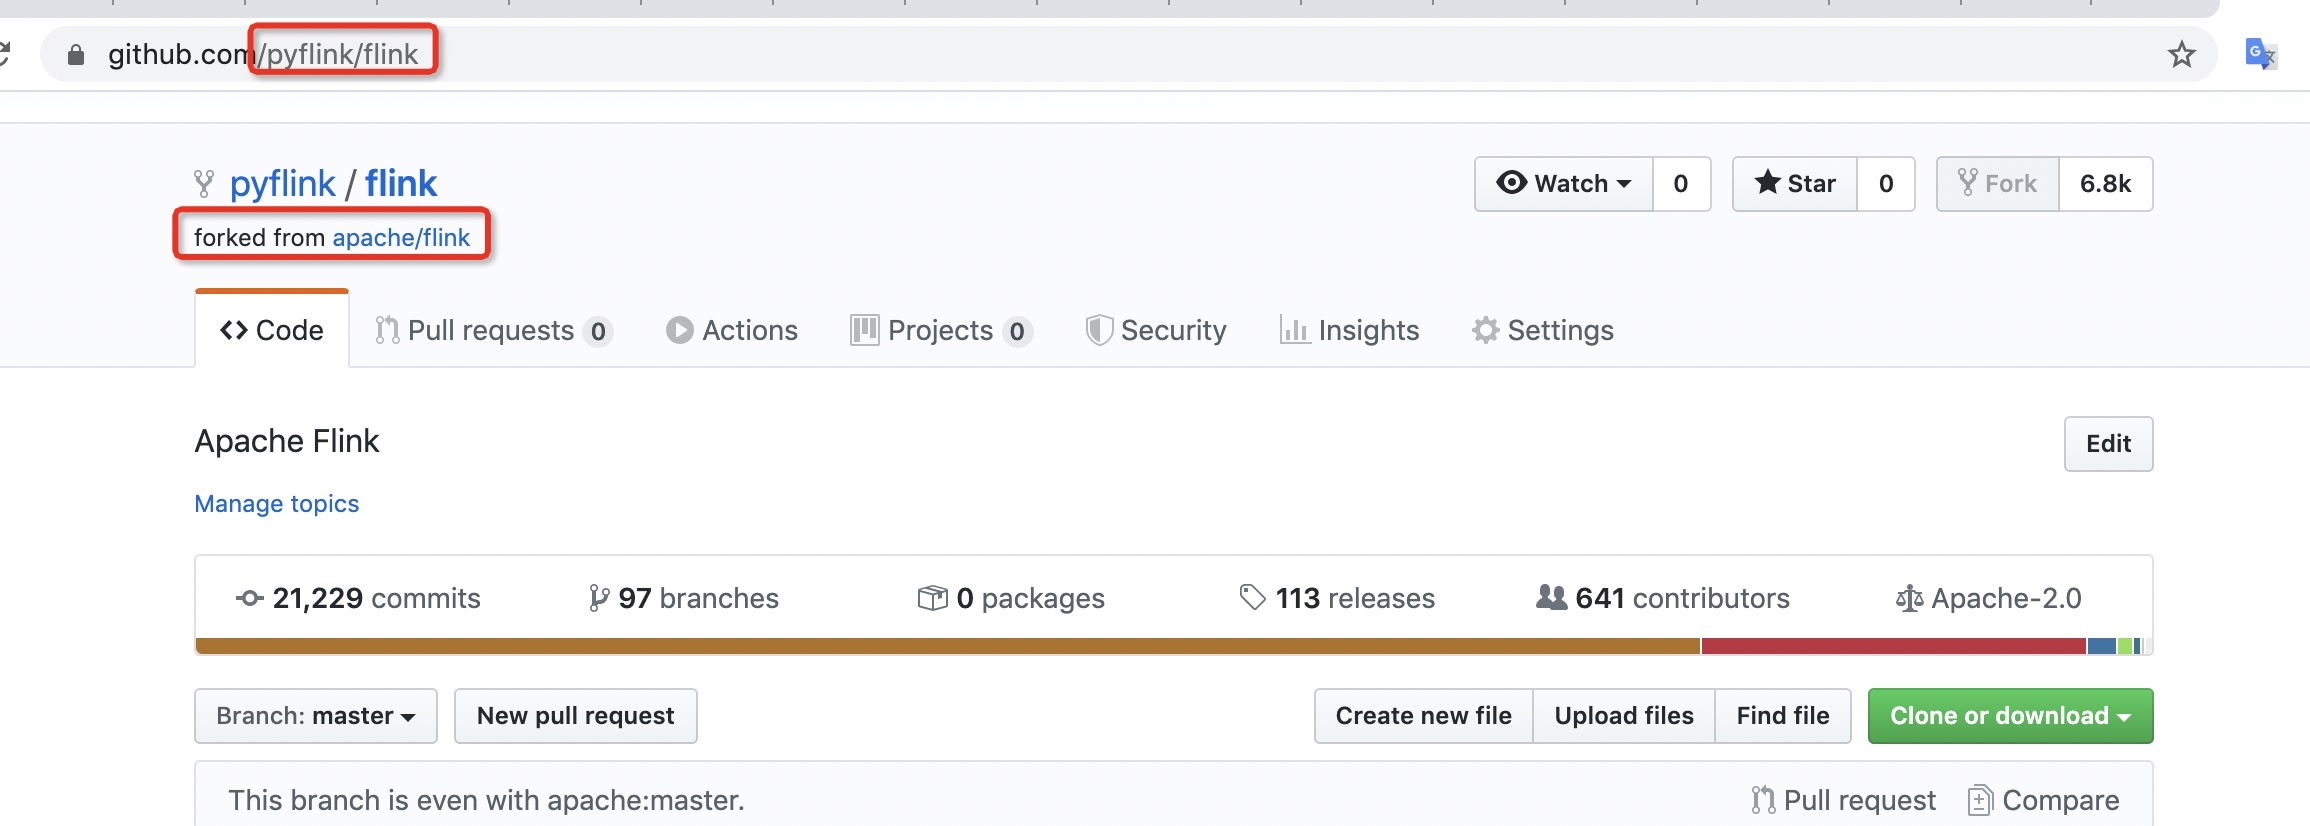 github.com/pyflink/flink
pyflink / flink
Watch 0 Star 0 Fork 6.8k
forked from apache/flink
Code Pull requests 0 Actions Projects 0 Security Insights Settings
Apache Flink
Edit
Manage topics
21,229 commits 97 branches 0 packages 113 releases 641 contributors Apache-2.0
Branch: master New pull request Create new file Upload files Find file Clone or download
This branch is even with apache:master. Pull request Compare